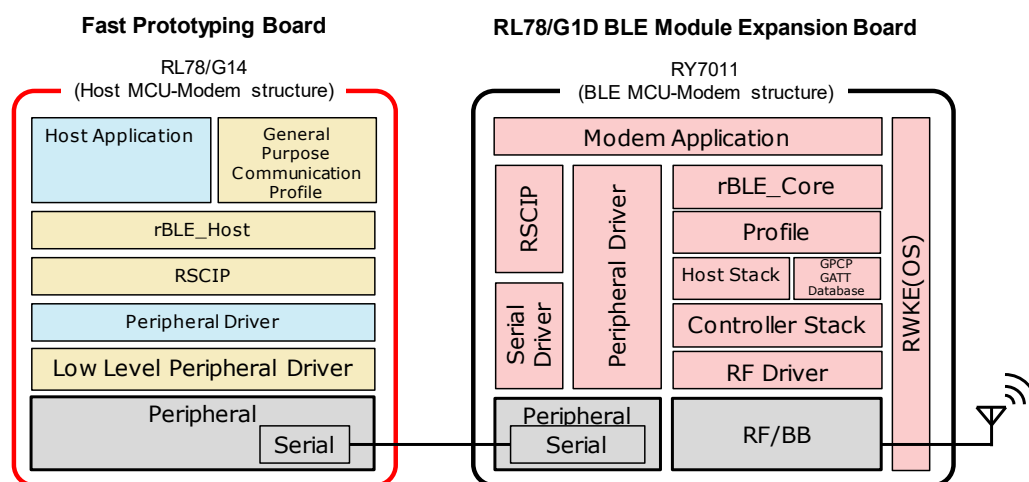 Fast Prototyping Board
RL78/G14
(Host MCU-Modem structure)
Host Application
General
Purpose
Communication
Profile
rBLE_Host
RSCIP
Peripheral Driver
Low Level Peripheral Driver
Peripheral
Serial
RL78/G1D BLE Module Expansion Board
RY7011
(BLE MCU-Modem structure)
Modem Application
RSCIP
Serial
Driver
Peripheral Driver
rBLE_Core
Profile
Host Stack
GPCP
GATT
Database
Controller Stack
RF Driver
Peripheral
Serial
RF/BB
RWKE(OS)